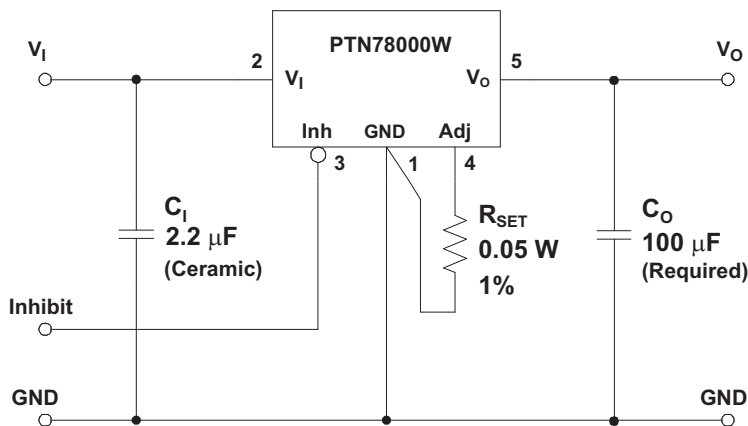 PTN78000W
V_I
2
V_I
V_O
5
V_O
Inh
GND
Adj
3
1
4
C_I
2.2 μF
(Ceramic)
R_SET
0.05 W
1%
C_O
100 μF
(Required)
Inhibit
GND
GND